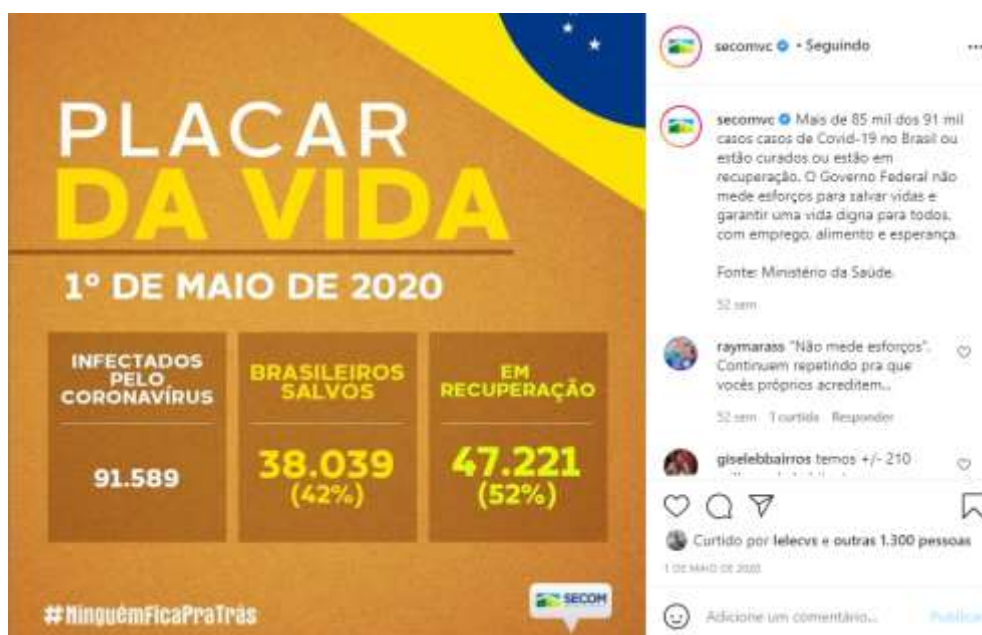 PLACAR
DA VIDA
1º DE MAIO DE 2020
INFECTADOS
PELO
CORONAVÍRUS
91.589
BRASILEIROS
SALVOS
38.039
(42%)
EM
RECUPERAÇÃO
47.221
(52%)
#NinguémFicaPraTrás
SECOM
secomvc • Seguindo
secomvc Mais de 85 mil dos 91 mil
casos casos de Covid-19 no Brasil ou
estão curados ou estão em
recuperação. O Governo Federal não
mede esforços para salvar vidas e
garantir uma vida digna para todos,
com emprego, alimento e esperança.
Fonte: Ministério da Saúde.
52 sem
raymarass "Não mede esforços".
Continuem repetindo pra que
vocês próprios acreditem...
52 sem 1 curtida Responder
giselebbairros temos +/- 210
Curtido por lelecvs e outras 1.300 pessoas
1 DE MAIO DE 2020
Adicione um comentário... Publicar